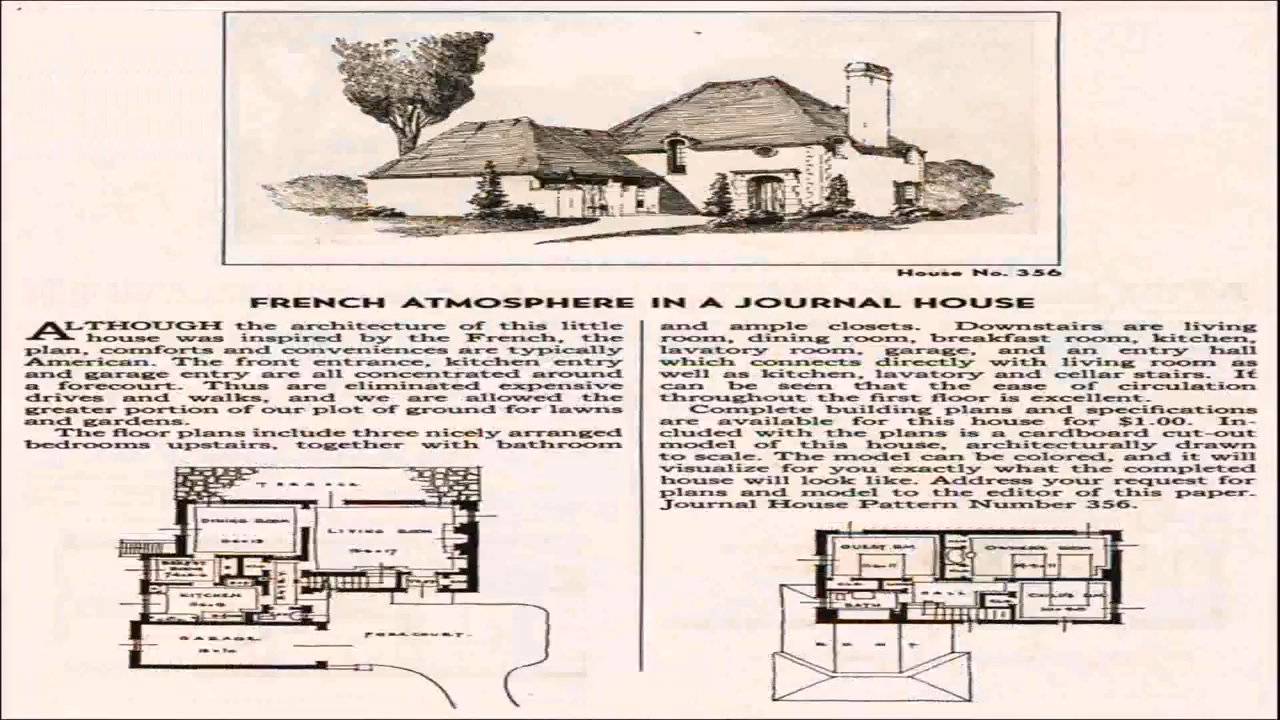 House No. 356
FRENCH ATMOSPHERE IN A JOURNAL HOUSE
ALTHOUGH the architecture of this little
house was inspired by the French, the
plan, comforts and conveniences are typically
American. The front entrance, kitchen entry
and garage entry are all concentrated around
a forecourt. Thus are eliminated expensive
drives and walks, and we are allowed the
greater portion of our plot of ground for lawns
and gardens.
The floor plans include three nicely arranged
bedrooms upstairs, together with bathroom
and ample closets. Downstairs are living
room, dining room, breakfast room, kitchen,
lavatory room, garage, and an entry hall
which connects directly with living room as
well as kitchen, lavatory and cellar stairs. It
can be seen that the ease of circulation
throughout the first floor is excellent.
Complete building plans and specifications
are available for this house for $1.00. In-
cluded with the plans is a cardboard cut-out
model of this house, architecturally drawn
to scale. The model can be colored, and it will
visualize for you exactly what the completed
house will look like. Address your request for
plans and model to the editor of this paper.
Journal House Pattern Number 356.
TERRACE
DINING ROOM
LIVING ROOM
KITCHEN
GARAGE
FORECOURT
GUEST RM
OWNERS ROOM
HALL
BATH
CHILD'S RM
ROOF